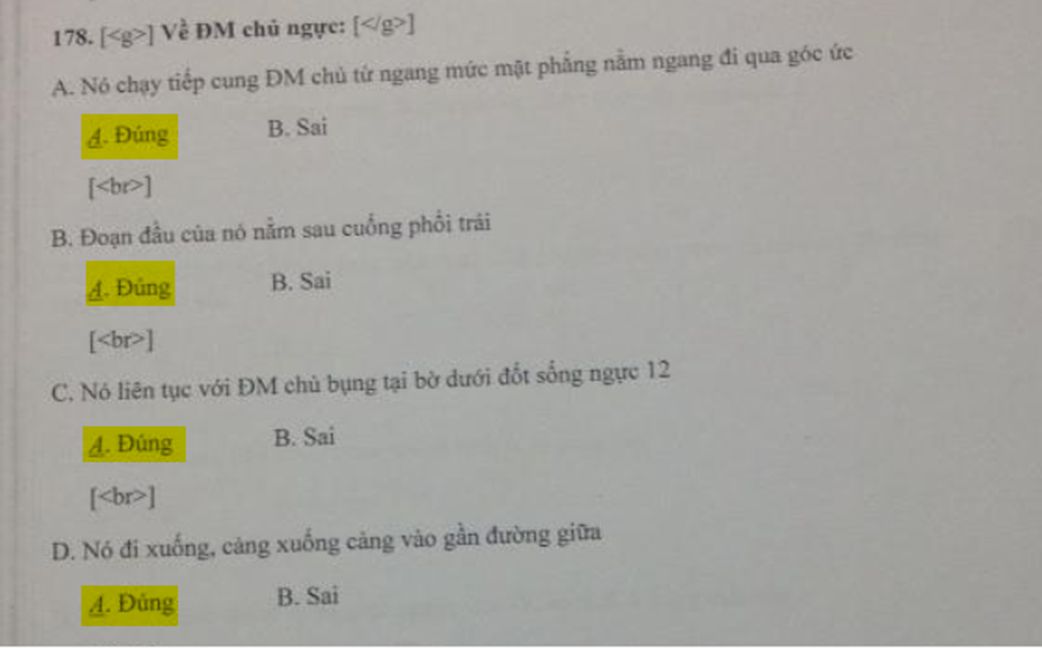 178. [<g>] Về ĐM chủ ngực: [</g>]
A. Nó chạy tiếp cung ĐM chủ từ ngang mức mặt phẳng nằm ngang đi qua góc ức
A. Đúng B. Sai
[<br>]
B. Đoạn đầu của nó nằm sau cuống phổi trái
A. Đúng B. Sai
[<br>]
C. Nó liên tục với ĐM chủ bụng tại bờ dưới đốt sống ngực 12
A. Đúng B. Sai
[<br>]
D. Nó đi xuống, càng xuống càng vào gần đường giữa
A. Đúng B. Sai